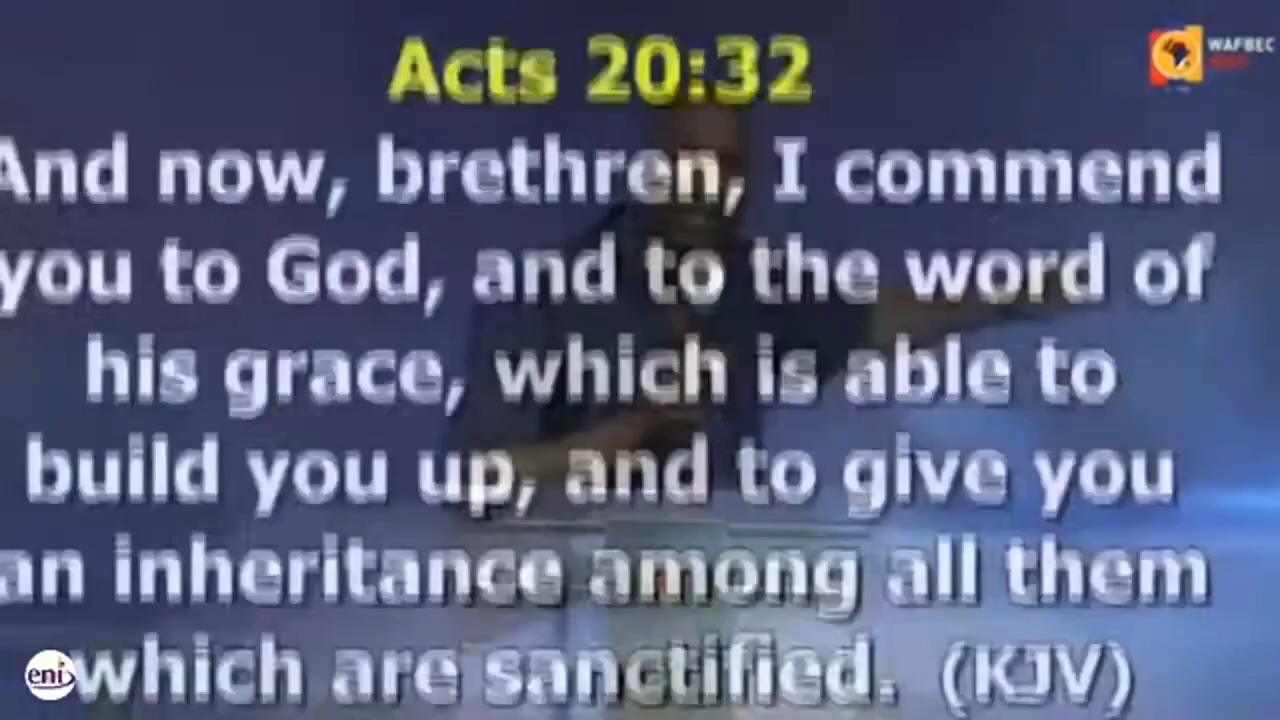 Acts 20:32
WAFBEC
And now, brethren, I commend
you to God, and to the word of
his grace, which is able to
build you up, and to give you
an inheritance among all them
which are sanctified. (KJV)
eni